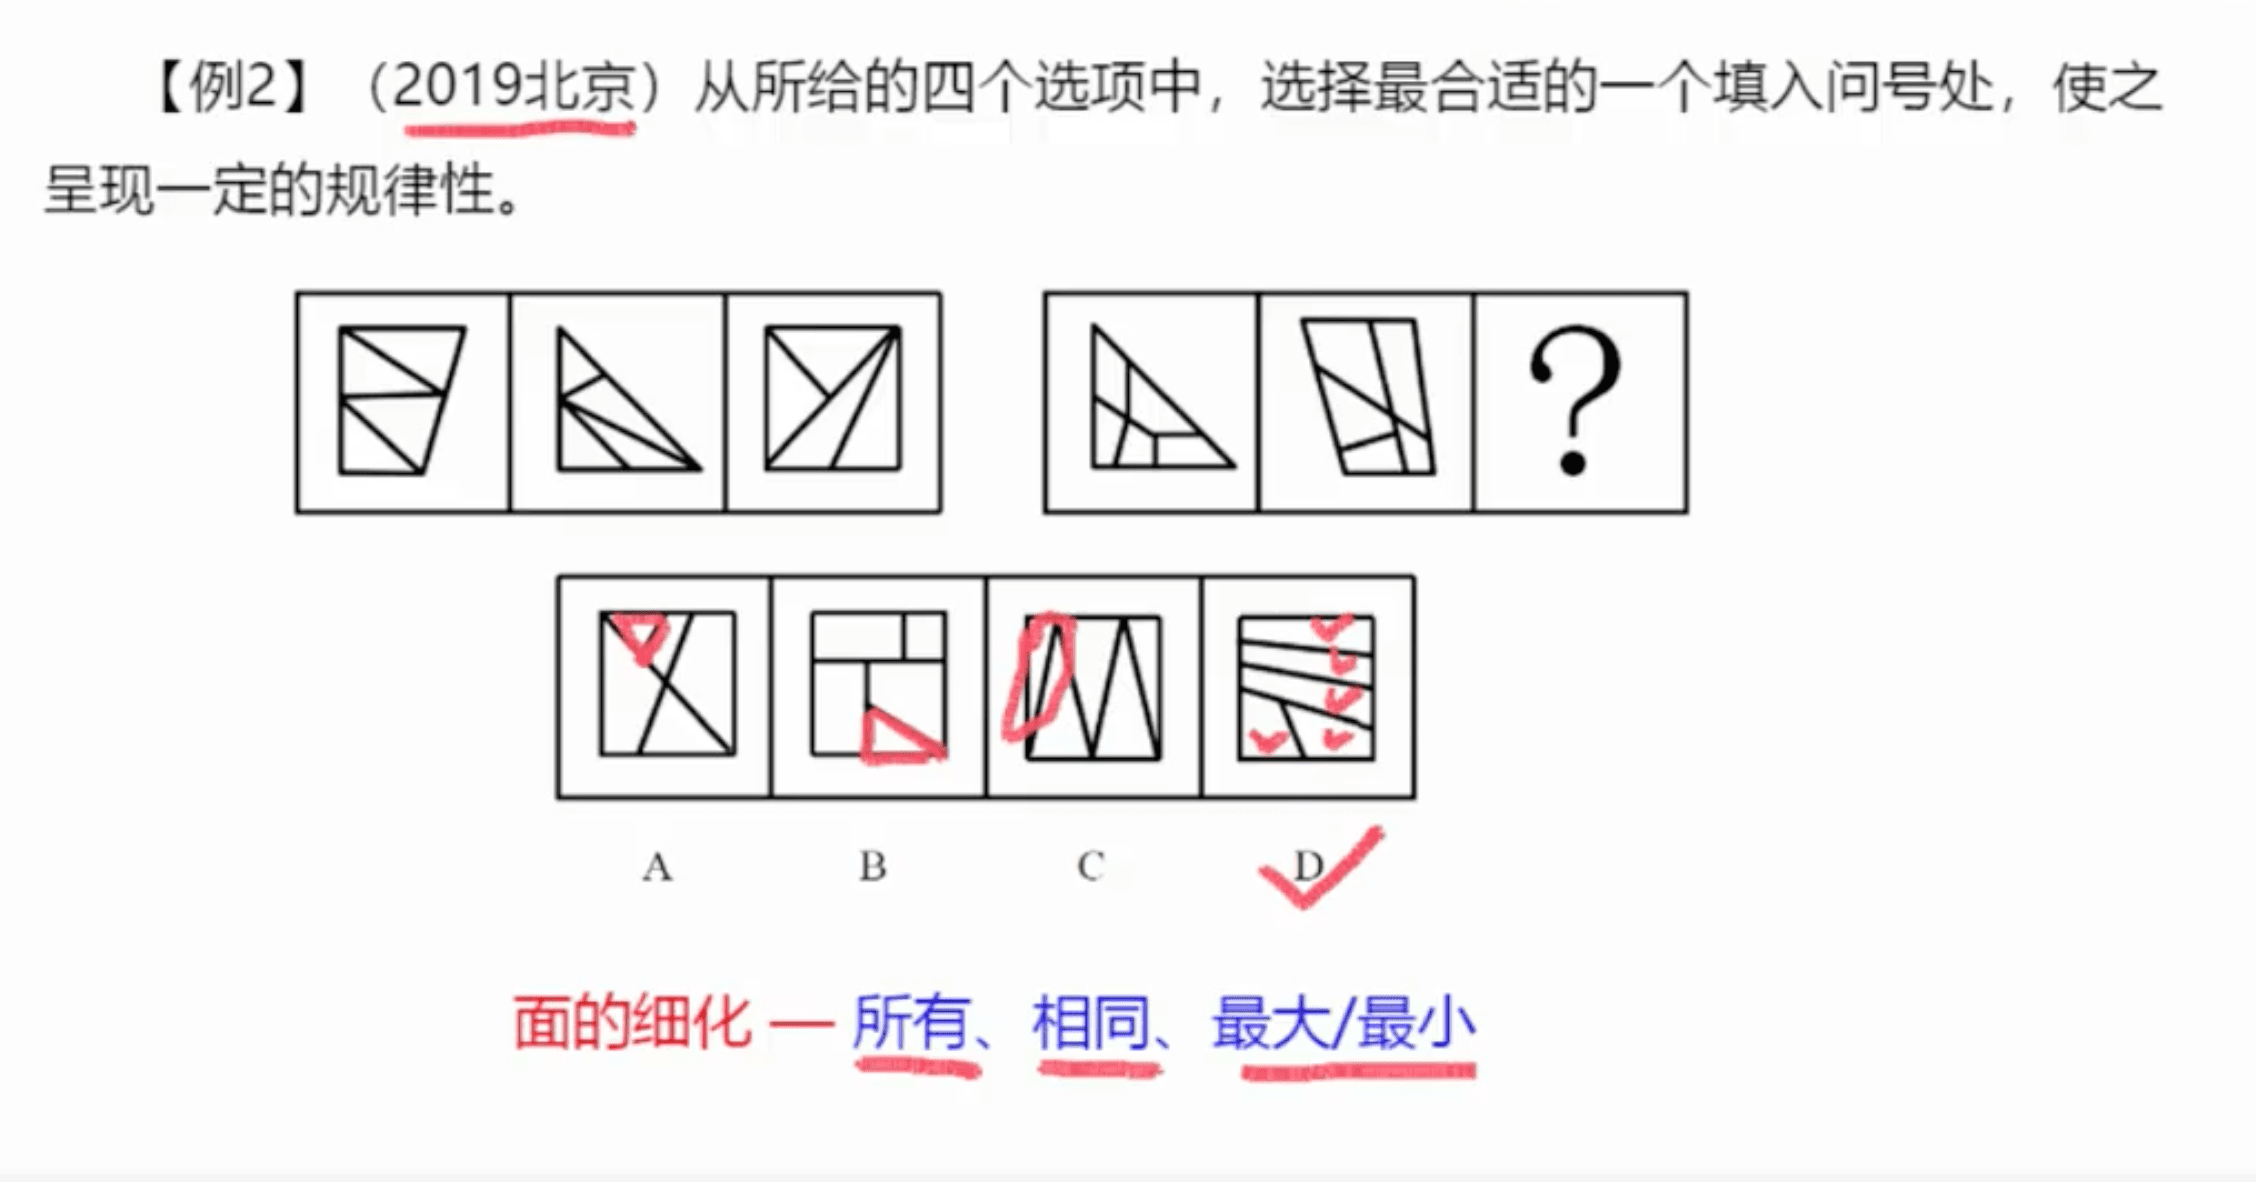 【例2】（2019北京）从所给的四个选项中，选择最合适的一个填入问号处，使之
呈现一定的规律性。
?
A B C D
面的细化 — 所有、相同、最大/最小